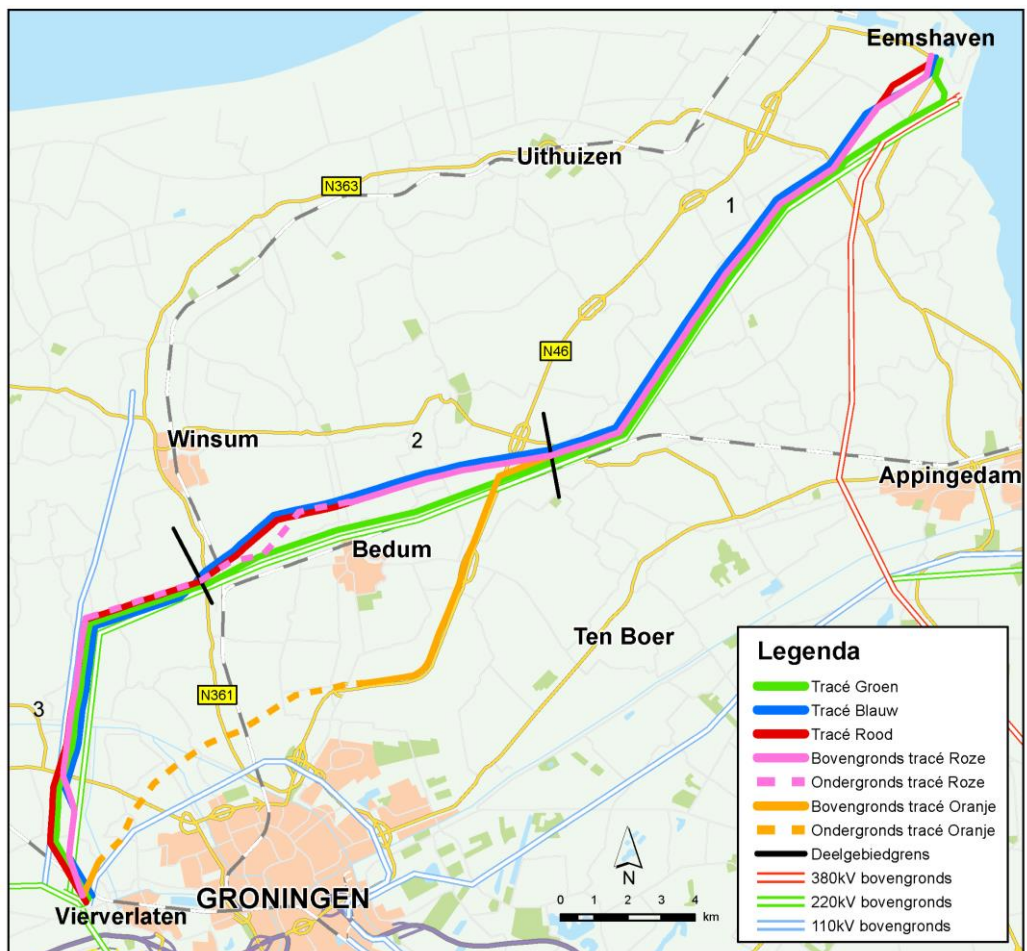 Eemshaven
Uithuizen
N363
1
N46
Winsum
2
Appingedam
Bedum
Ten Boer
N361
3
GRONINGEN
Vierverlaten
N
0 1 2 3 4
km
Legenda
Tracé Groen
Tracé Blauw
Tracé Rood
Bovengronds tracé Roze
Ondergronds tracé Roze
Bovengronds tracé Oranje
Ondergronds tracé Oranje
Deelgebiedgrens
380kV bovengronds
220kV bovengronds
110kV bovengronds